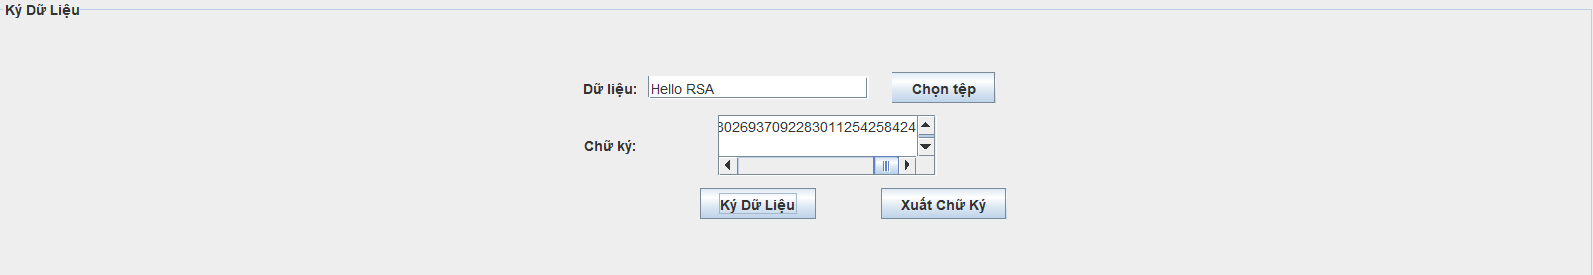 Ký Dữ Liệu
Dữ liệu: Hello RSA Chọn tệp
Chữ ký: 3026937092283011254258424
Ký Dữ Liệu Xuất Chữ Ký